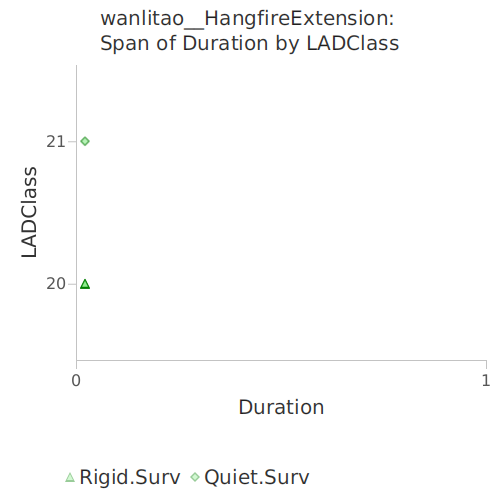 wanlitao__HangfireExtension:
Span of Duration by LADClass
21
20
LADClass
0
1
Duration
Rigid.Surv
Quiet.Surv